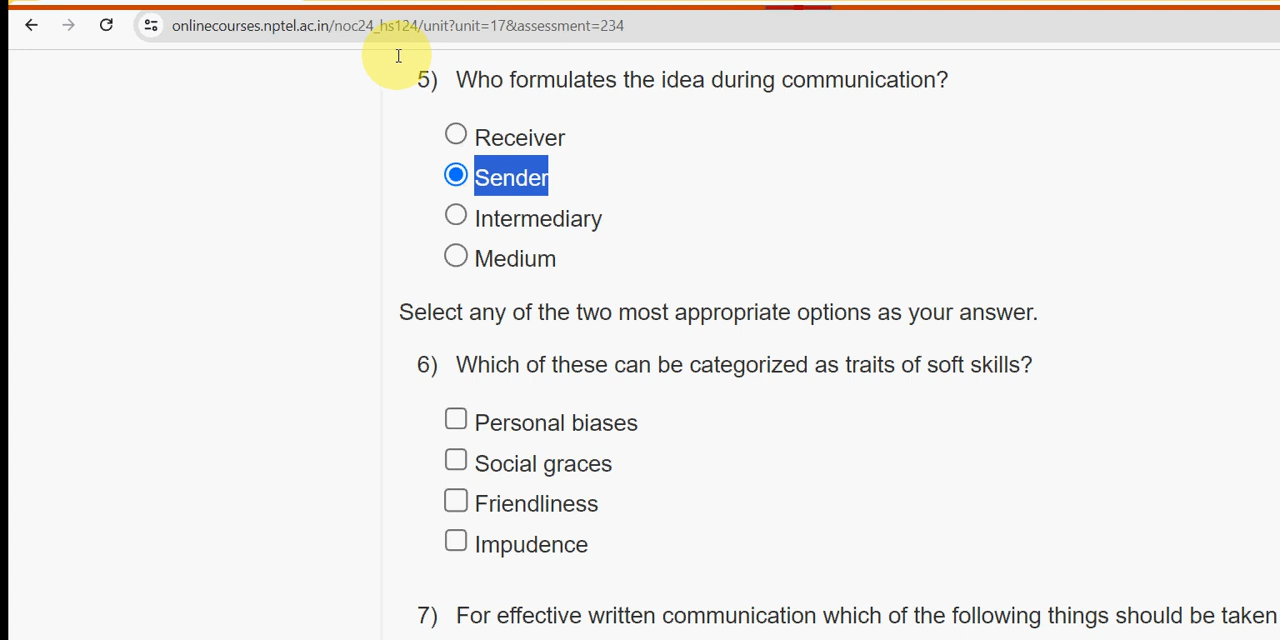 onlinecourses.nptel.ac.in/noc24_hs124/unit?unit=17&assessment=234
5) Who formulates the idea during communication?
Receiver
Sender
Intermediary
Medium
Select any of the two most appropriate options as your answer.
6) Which of these can be categorized as traits of soft skills?
Personal biases
Social graces
Friendliness
Impudence
7) For effective written communication which of the following things should be taken